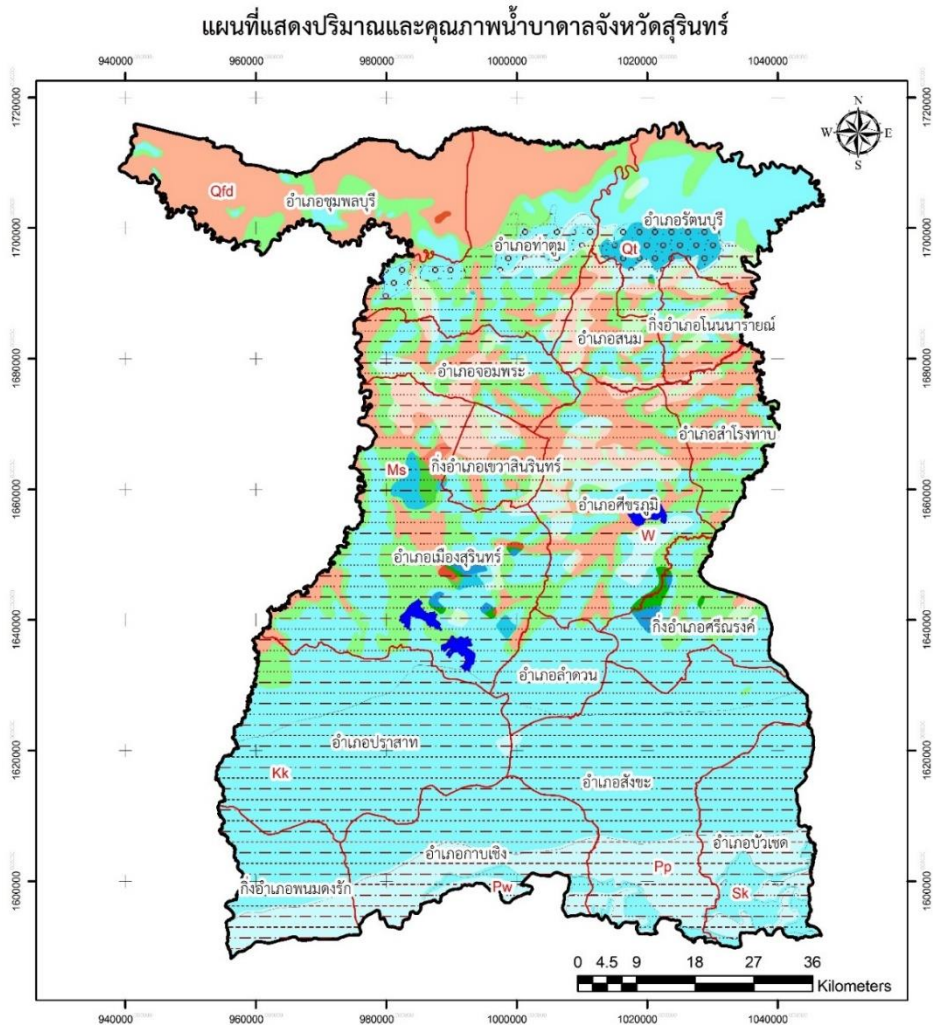 แผนที่แสดงปริมาณและคุณภาพน้ำบาดาลจังหวัดสุรินทร์
940000 960000 980000 1000000 1020000 1040000
1720000 1720000
N
W E
S
Qfd
อำเภอชุมพลบุรี
อำเภอรัตนบุรี
1700000 1700000
อำเภอท่าตูม
Qt
กิ่งอำเภอโนนนารายณ์
อำเภอสนม
1680000 1680000
อำเภอจอมพระ
อำเภอสำโรงทาบ
Ms
กิ่งอำเภอเขวาสินรินทร์
1660000 1660000
อำเภอศีขรภูมิ
W
อำเภอเมืองสุรินทร์
1640000 1640000
กิ่งอำเภอศรีณรงค์
อำเภอลำดวน
1620000 1620000
อำเภอปราสาท
Kk
อำเภอสังขะ
อำเภอบัวเชด
อำเภอกาบเชิง
Pp
1600000 1600000
กิ่งอำเภอพนมดงรัก
Pw
Sk
0 4.5 9 18 27 36
Kilometers
940000 960000 980000 1000000 1020000 1040000